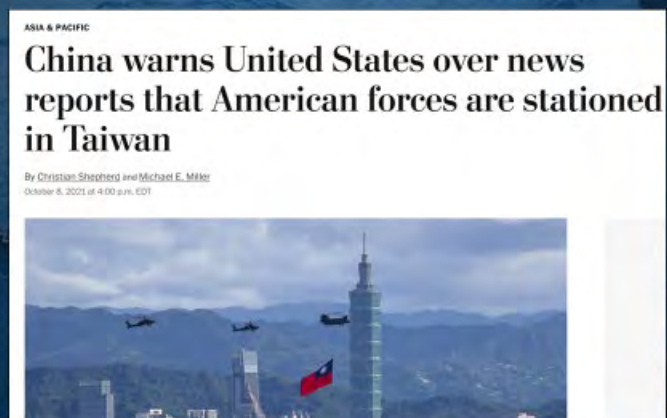 ASIA & PACIFIC
China warns United States over news
reports that American forces are stationed
in Taiwan
By Christian Shepherd and Michael E. Miller
October 8, 2021 at 4:00 p.m. EDT